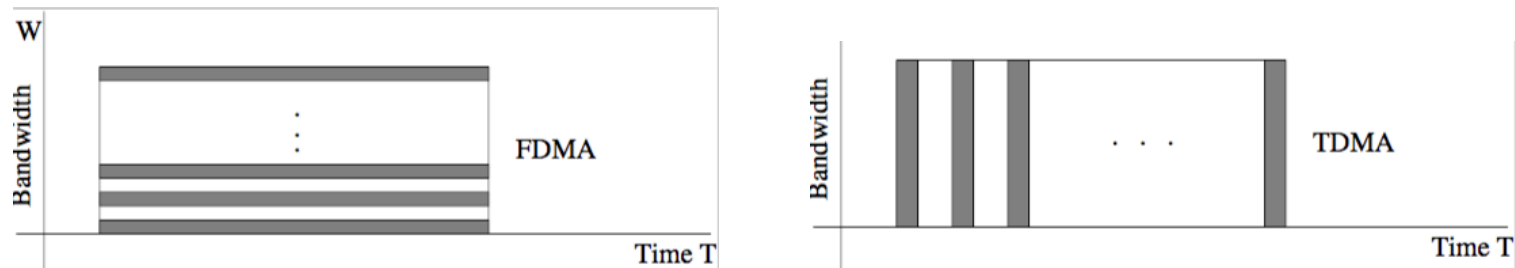 W
Bandwidth
FDMA
Time T
Bandwidth
TDMA
Time T